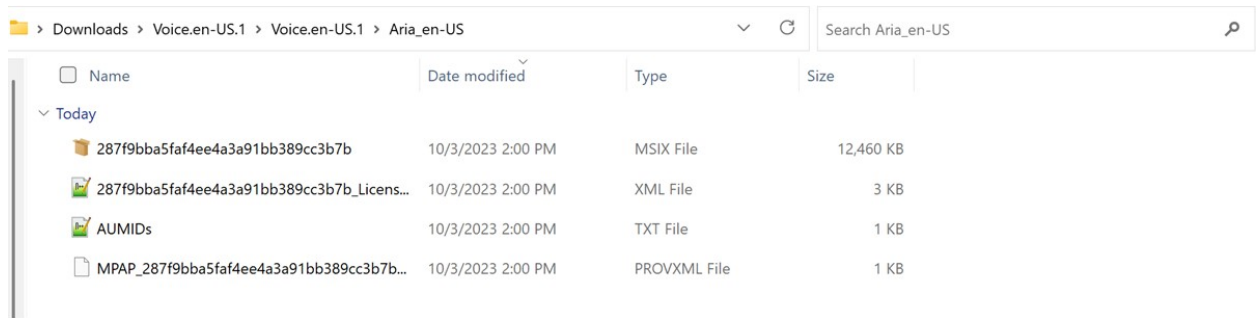 Downloads > Voice.en-US.1 > Voice.en-US.1 > Aria_en-US
Search Aria_en-US
Name Date modified Type Size
Today
287f9bba5faf4ee4a3a91bb389cc3b7b 10/3/2023 2:00 PM MSIX File 12,460 KB
287f9bba5faf4ee4a3a91bb389cc3b7b_Licens... 10/3/2023 2:00 PM XML File 3 KB
AUMIDs 10/3/2023 2:00 PM TXT File 1 KB
MPAP_287f9bba5faf4ee4a3a91bb389cc3b7b... 10/3/2023 2:00 PM PROVXML File 1 KB